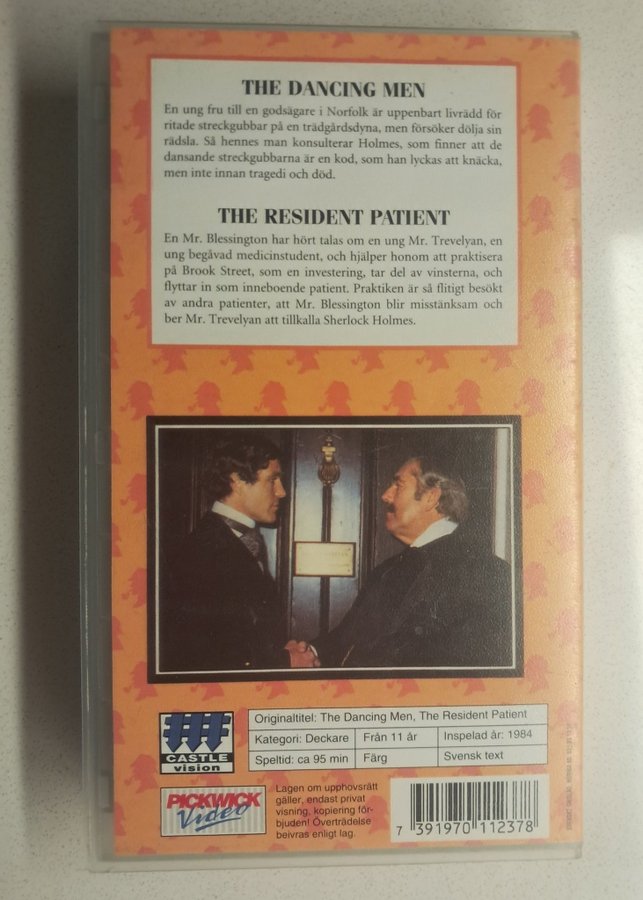 THE DANCING MEN
En ung fru till en godsägare i Norfolk är uppenbart livrädd för
ritade streckgubbar på en trädgårdsdyna, men försöker dölja sin
rädsla. Så hennes man konsulterar Holmes, som finner att de
dansande streckgubbarna är en kod, som han lyckas att knäcka,
men inte innan tragedi och död.
THE RESIDENT PATIENT
En Mr. Blessington har hört talas om en ung Mr. Trevelyan, en
ung begåvad medicinstudent, och hjälper honom att praktisera
på Brook Street, som en investering, tar del av vinsterna, och
flyttar in som inneboende patient. Praktiken är så flitigt besökt
av andra patienter, att Mr. Blessington blir misstänksam och
ber Mr. Trevelyan att tillkalla Sherlock Holmes.
CASTLE
vision
Originaltitel: The Dancing Men, The Resident Patient
Kategori: Deckare Från 11 år Inspelad år: 1984
Speltid: ca 95 min Färg Svensk text
PICKWICK
Video
Lagen om upphovsrätt
gäller, endast privat
visning, kopiering för-
bjuden! Överträdelse
beivras enligt lag.
7 391970 112378